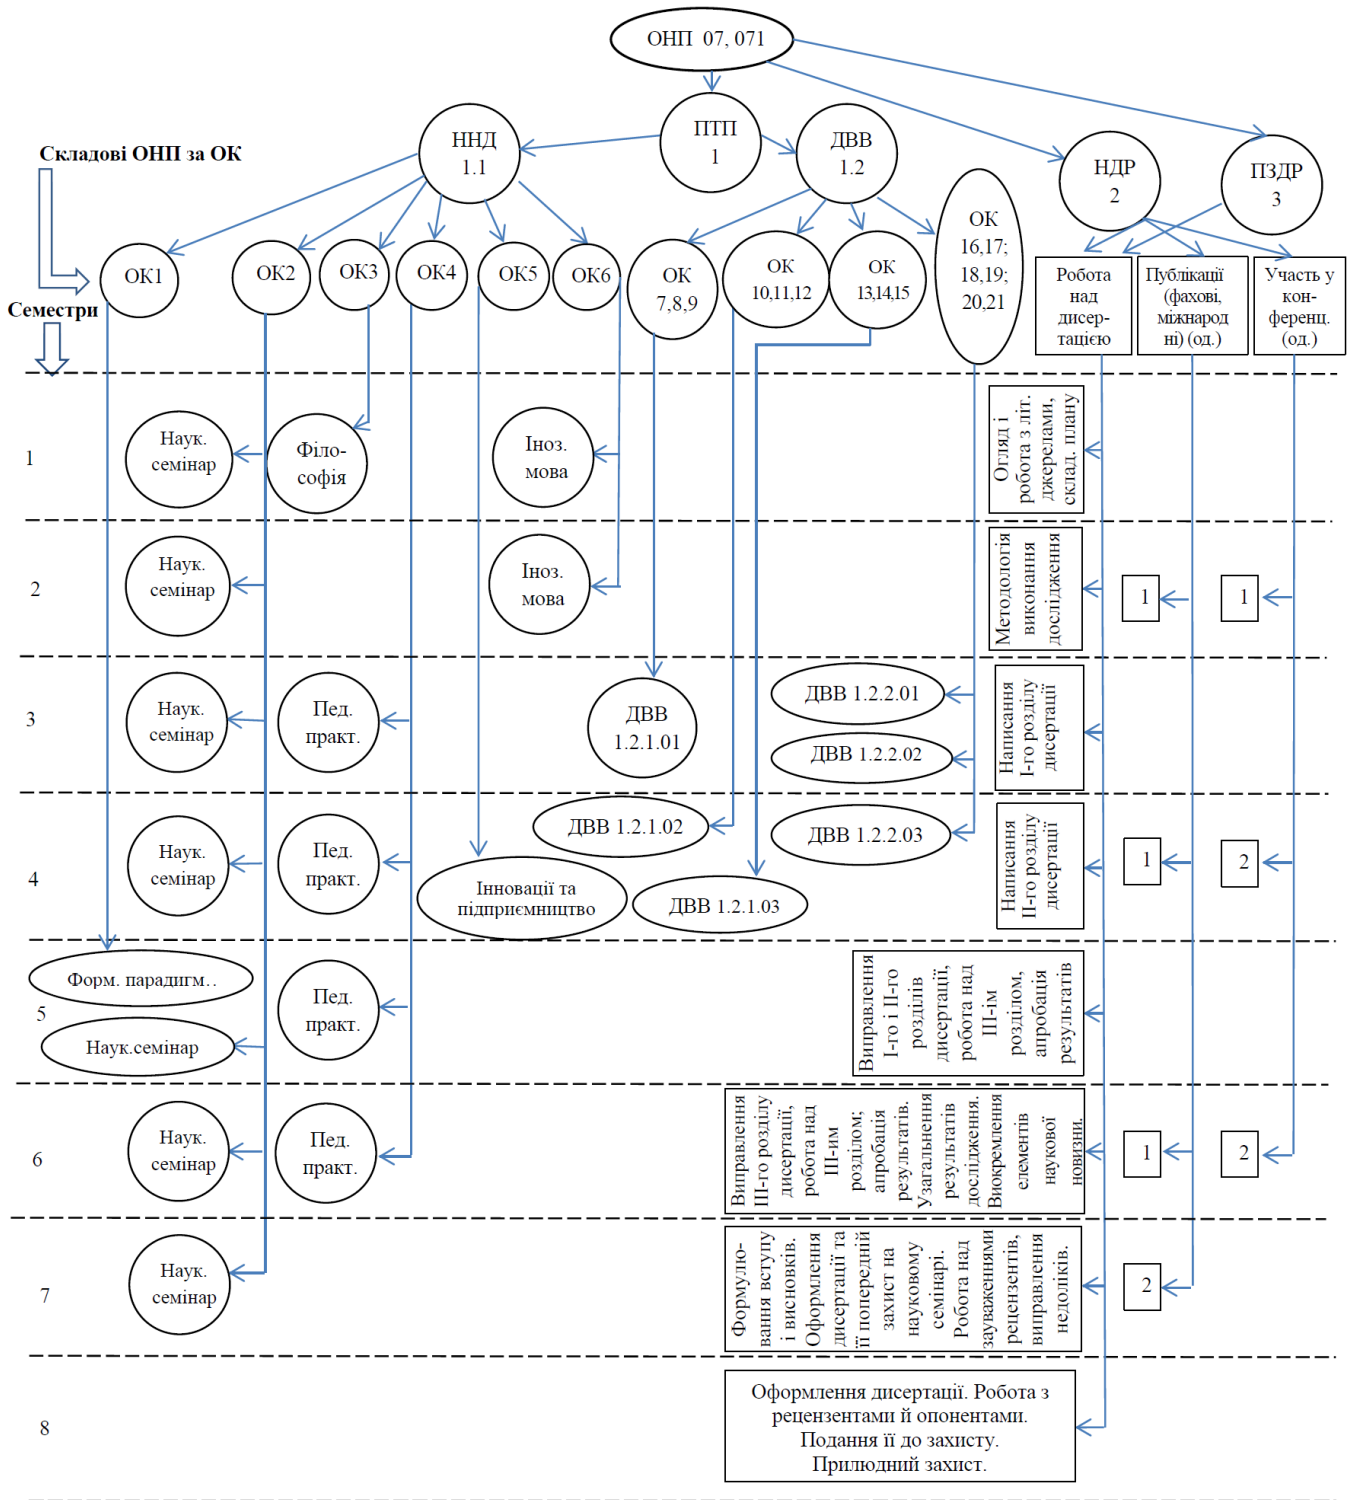 ОНП 07, 071
ННД
1.1
ПТП
1
ДВВ
1.2
НДР
2
ПЗДР
3
Складові ОНП за ОК
Семестри
ОК1
ОК2
ОК3
ОК4
ОК5
ОК6
ОК
7,8,9
ОК
10,11,12
ОК
13,14,15
ОК
16,17;
18,19;
20,21
Робота
над
дисер-
тацією
Публікації
(фахові,
міжнарод
ні) (од.)
Участь у
кон-
ференц.
(од.)
1
Наук.
семінар
Філо-
софія
Іноз.
мова
Огляд і
робота з літ.
джерелами,
склад. плану
2
Наук.
семінар
Іноз.
мова
Методологія
виконання
дослідження
1
1
3
Наук.
семінар
Пед.
практ.
ДВВ
1.2.1.01
ДВВ 1.2.2.01
ДВВ 1.2.2.02
Написання
І-го розділу
дисертації
4
Наук.
семінар
Пед.
практ.
Інновації та
підприємництво
ДВВ 1.2.1.02
ДВВ 1.2.1.03
ДВВ 1.2.2.03
Написання
ІІ-го розділу
дисертації
1
2
5
Форм. парадигм..
Наук.семінар
Пед.
практ.
Виправлення
І-го і ІІ-го
розділів
дисертації,
робота над
ІІІ-ім
розділом,
апробація
результатів
6
Наук.
семінар
Пед.
практ.
Виправлення
ІІІ-го розділу
дисертації,
робота над
ІІІ-им
розділом;
апробація
результатів.
Узагальнення
результатів
дослідження.
Виокремлення
елементів
наукової
новизни.
1
2
7
Наук.
семінар
Формулю-
вання вступу
і висновків.
Оформлення
дисертації та
її попередній
захист на
науковому
семінарі.
Робота над
зауваженнями
рецензентів,
виправлення
недоліків.
2
8
Оформлення дисертації. Робота з
рецензентами й опонентами.
Подання її до захисту.
Прилюдний захист.